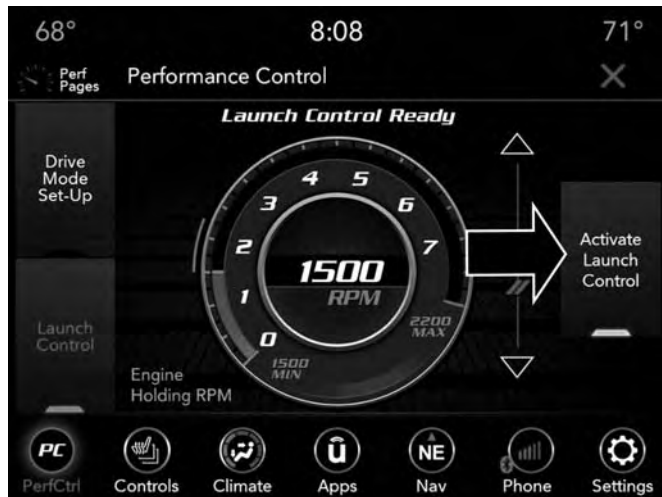 68°
8:08
71°
Perf
Pages
Performance Control
X
Launch Control Ready
Drive
Mode
Set-Up
4
5
3
6
2
7
1
0
1500
RPM
2200
MAX
1500
MIN
Activate
Launch
Control
Launch
Control
Engine
Holding RPM
PC
û
NE
PerfCtrl
Controls
Climate
Apps
Nav
Phone
Settings